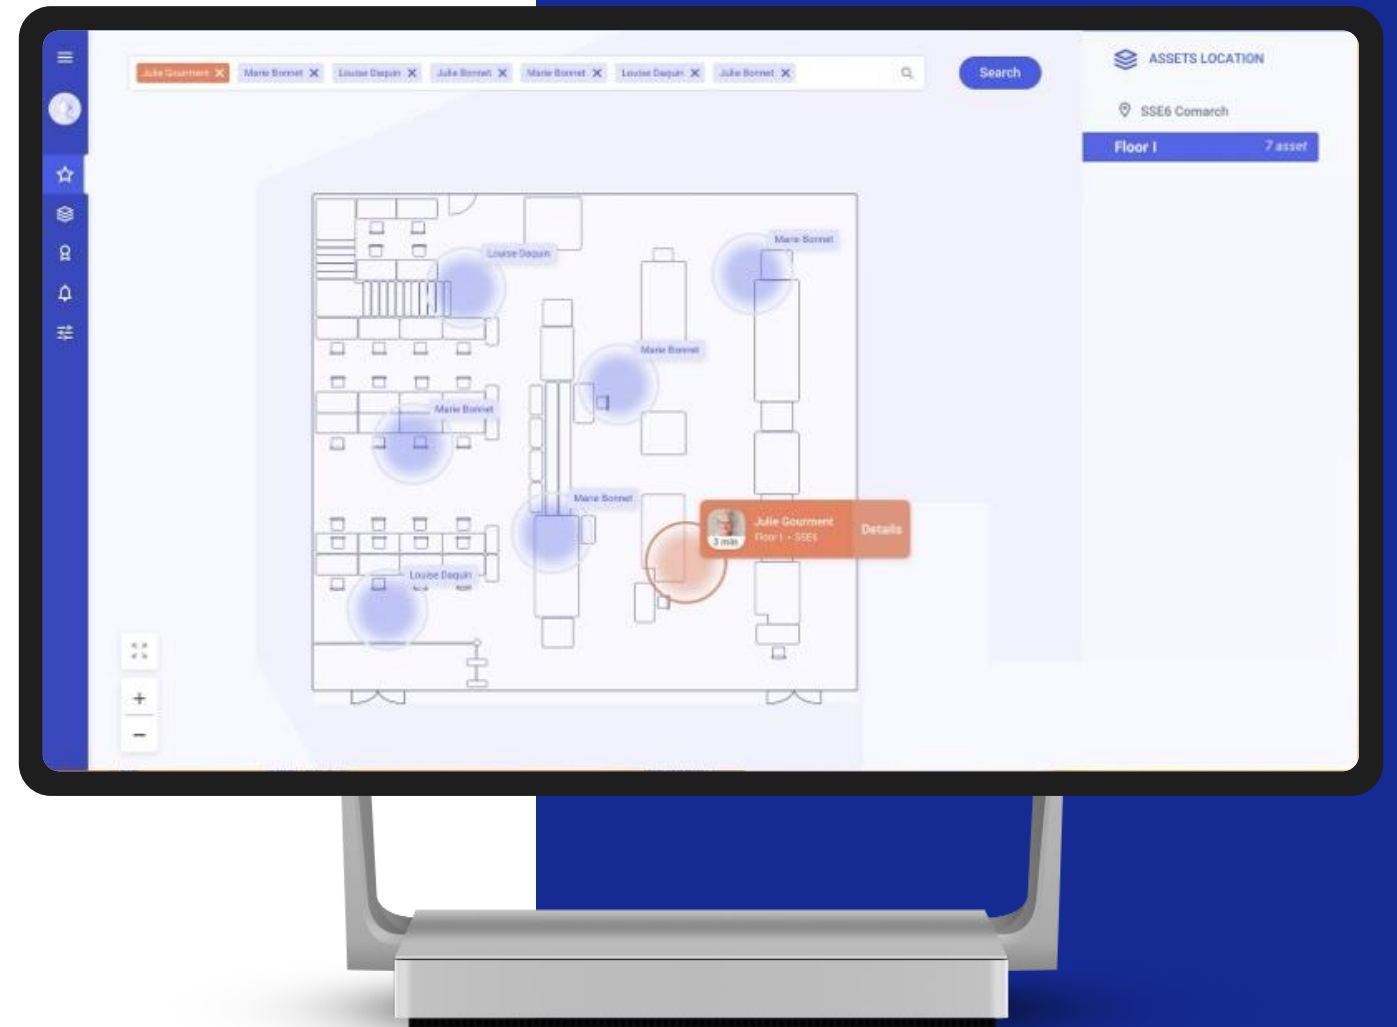 Julie Gourment Marie Bonnet Louise Daquin Julie Bonnet Marie Bonnet Louise Daquin Julie Bonnet
Search
ASSETS LOCATION
SSE6 Comarch
Floor I 7 asset
Marie Bonnet
Louise Daquin
Marie Bonnet
Marie Bonnet
Marie Bonnet
Julie Gourment
Floor I • SSE6
3 min
Details
Louise Daquin